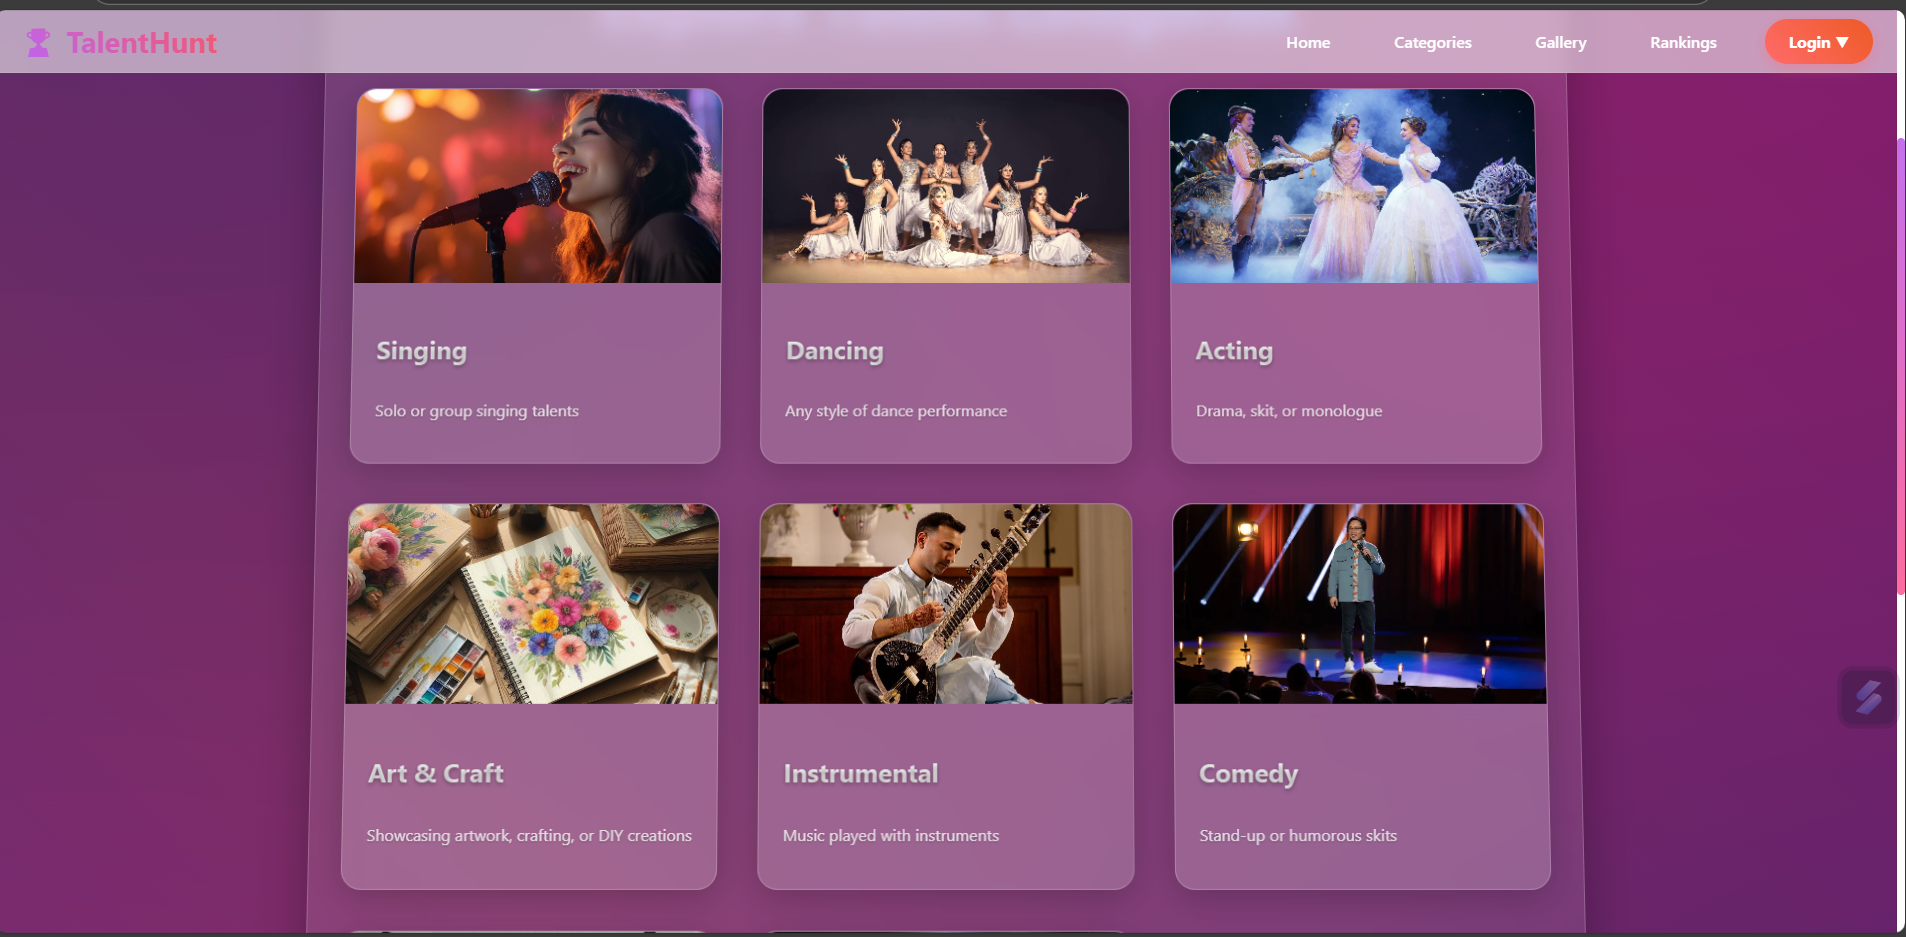 TalentHunt
Home
Categories
Gallery
Rankings
Login ▼
Singing
Solo or group singing talents
Dancing
Any style of dance performance
Acting
Drama, skit, or monologue
Art & Craft
Showcasing artwork, crafting, or DIY creations
Instrumental
Music played with instruments
Comedy
Stand-up or humorous skits